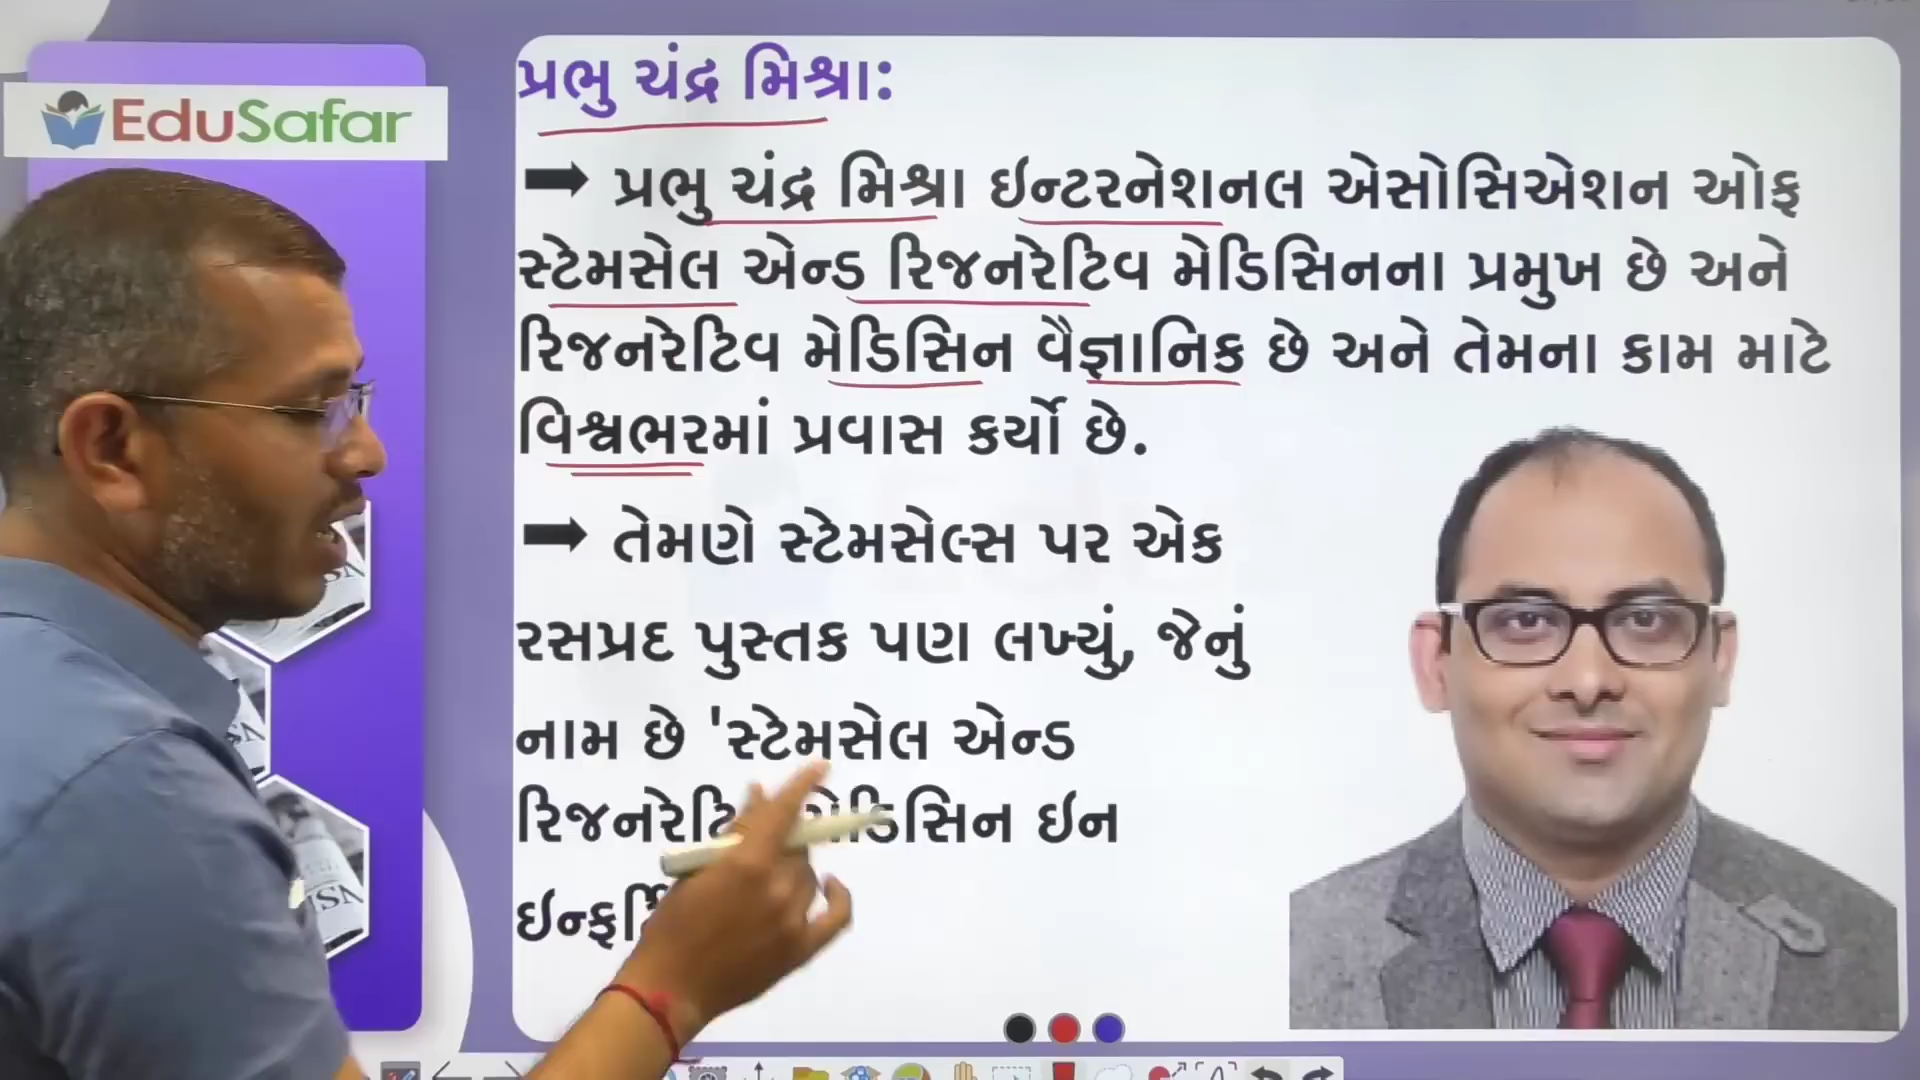 EduSafar
પ્રભુ ચંદ્ર મિશ્રા:
➡ પ્રભુ ચંદ્ર મિશ્રા ઇન્ટરનેશનલ એસોસિએશન ઓફ
સ્ટેમસેલ એન્ડ રિજનરેટિવ મેડિસિનના પ્રમુખ છે અને
રિજનરેટિવ મેડિસિન વૈજ્ઞાનિક છે અને તેમના કામ માટે
વિશ્વભરમાં પ્રવાસ કર્યો છે.
➡ તેમણે સ્ટેમસેલ્સ પર એક
રસપ્રદ પુસ્તક પણ લખ્યું, જેનું
નામ છે 'સ્ટેમસેલ એન્ડ
ઇન